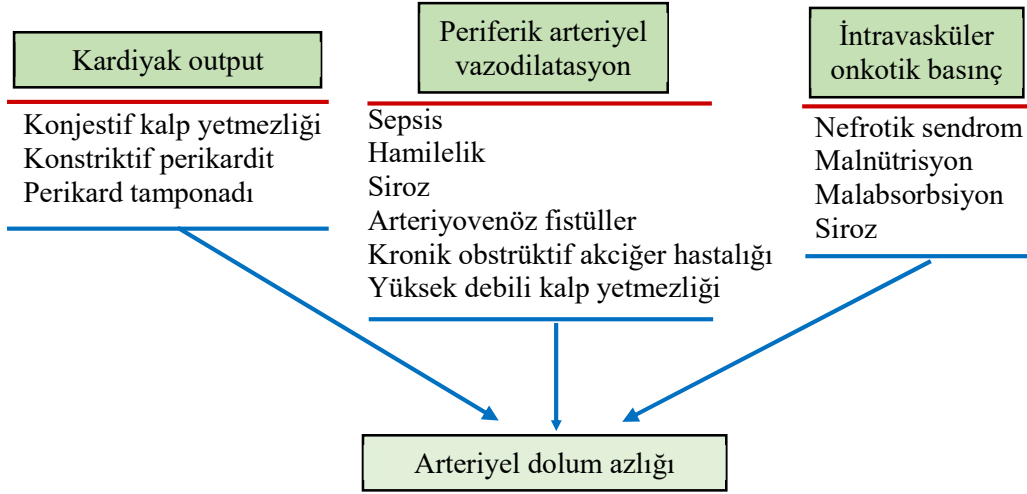 Kardiyak output
Konjestif kalp yetmezliği
Konstriktif perikardit
Perikard tamponadı
Periferik arteriyel
vazodilatasyon
Sepsis
Hamilelik
Siroz
Arteriyovenöz fistüller
Kronik obstrüktif akciğer hastalığı
Yüksek debili kalp yetmezliği
İntravasküler
onkotik basınç
Nefrotik sendrom
Malnütrisyon
Malabsorbsiyon
Siroz
Arteriyel dolum azlığı